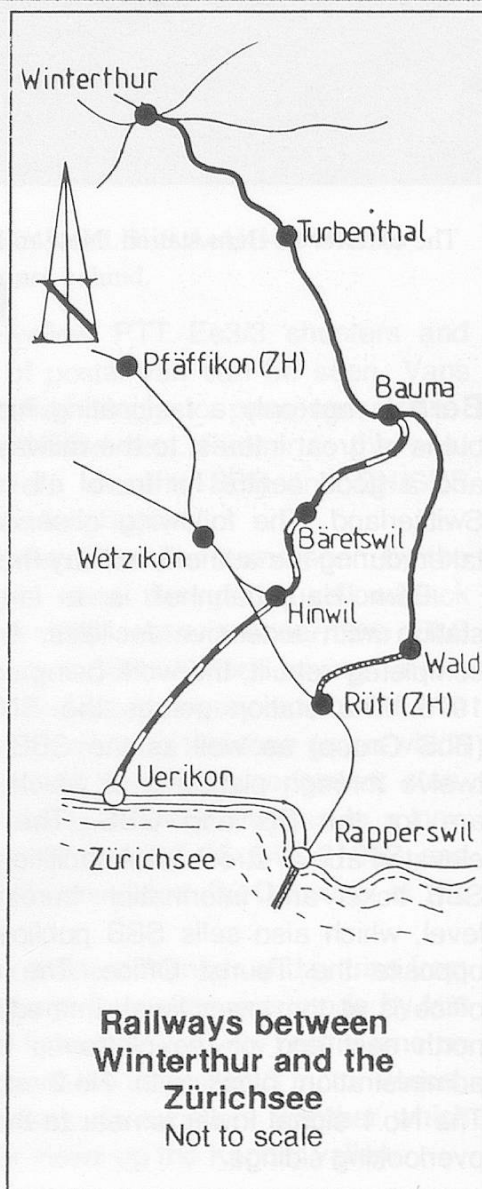 Winterthur
Turbenthal
Pfäffikon (ZH)
Bauma
Bäretswil
Wetzikon
Hinwil
Wald
Rüti (ZH)
Uerikon
Rapperswil
Zürichsee
Railways between
Winterthur and the
Zürichsee
Not to scale